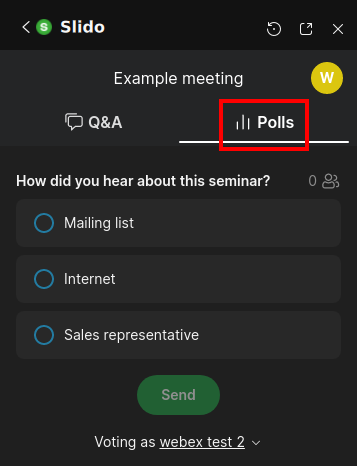 S Slido
Example meeting
W
Q&A
Polls
How did you hear about this seminar? 0
Mailing list
Internet
Sales representative
Send
Voting as webex test 2